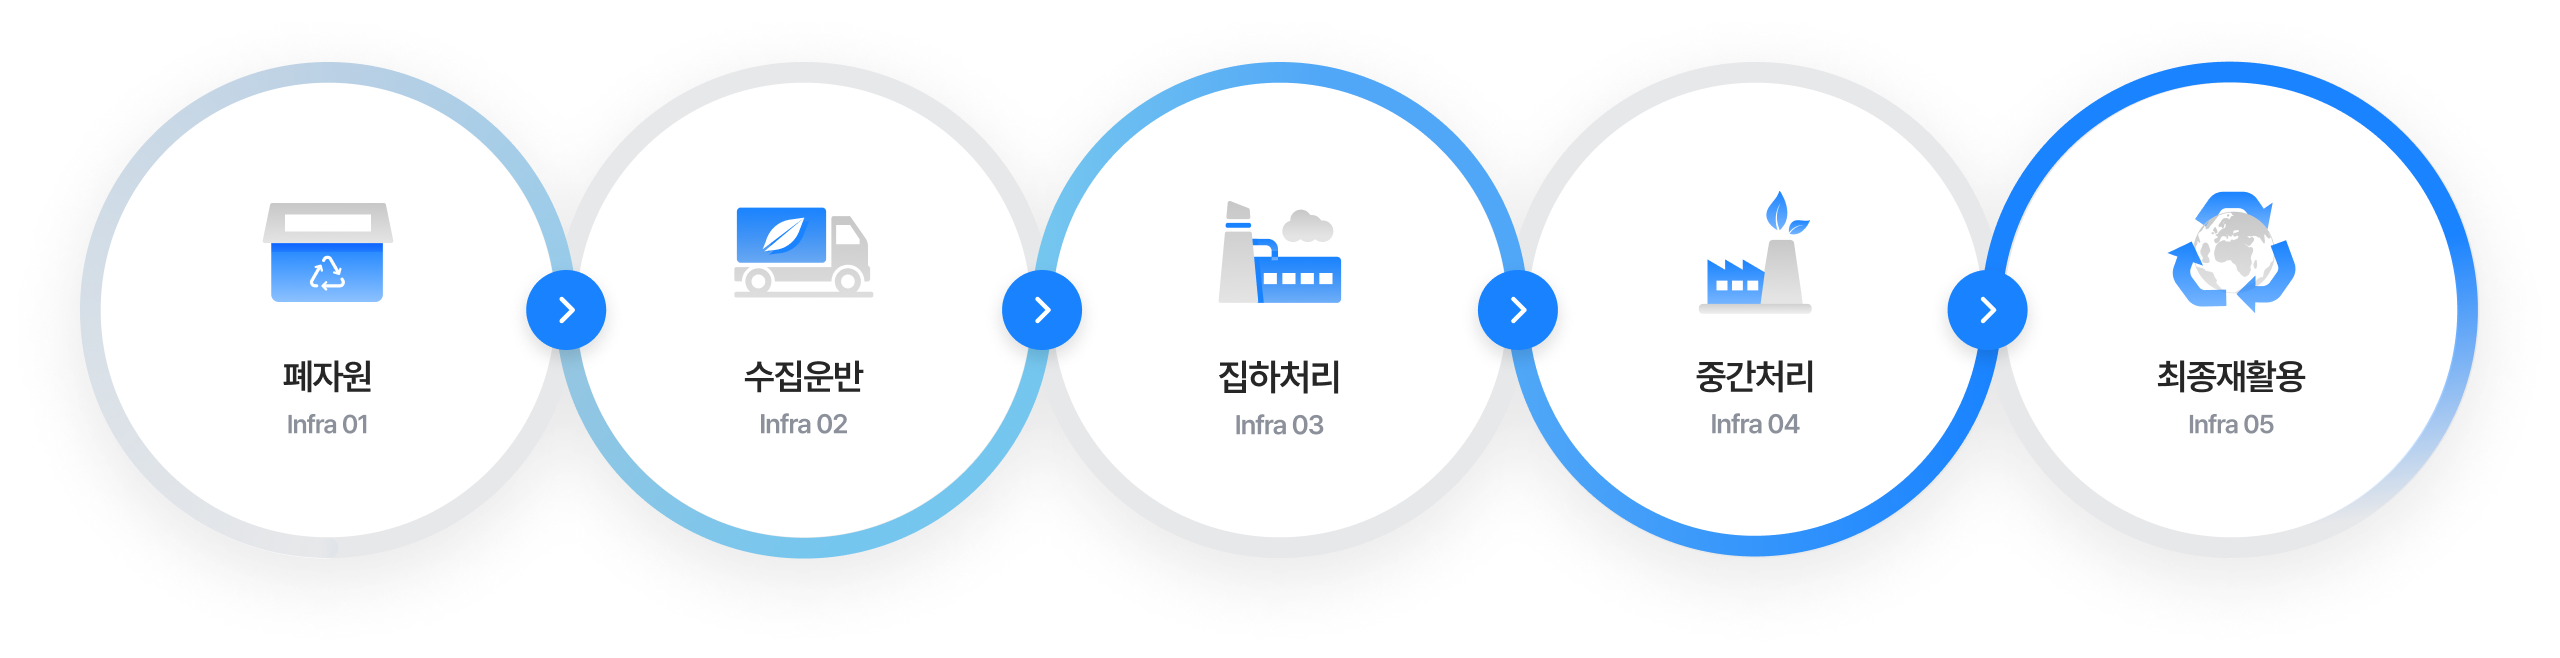 폐자원
Infra 01
수집운반
Infra 02
집하처리
Infra 03
중간처리
Infra 04
최종재활용
Infra 05